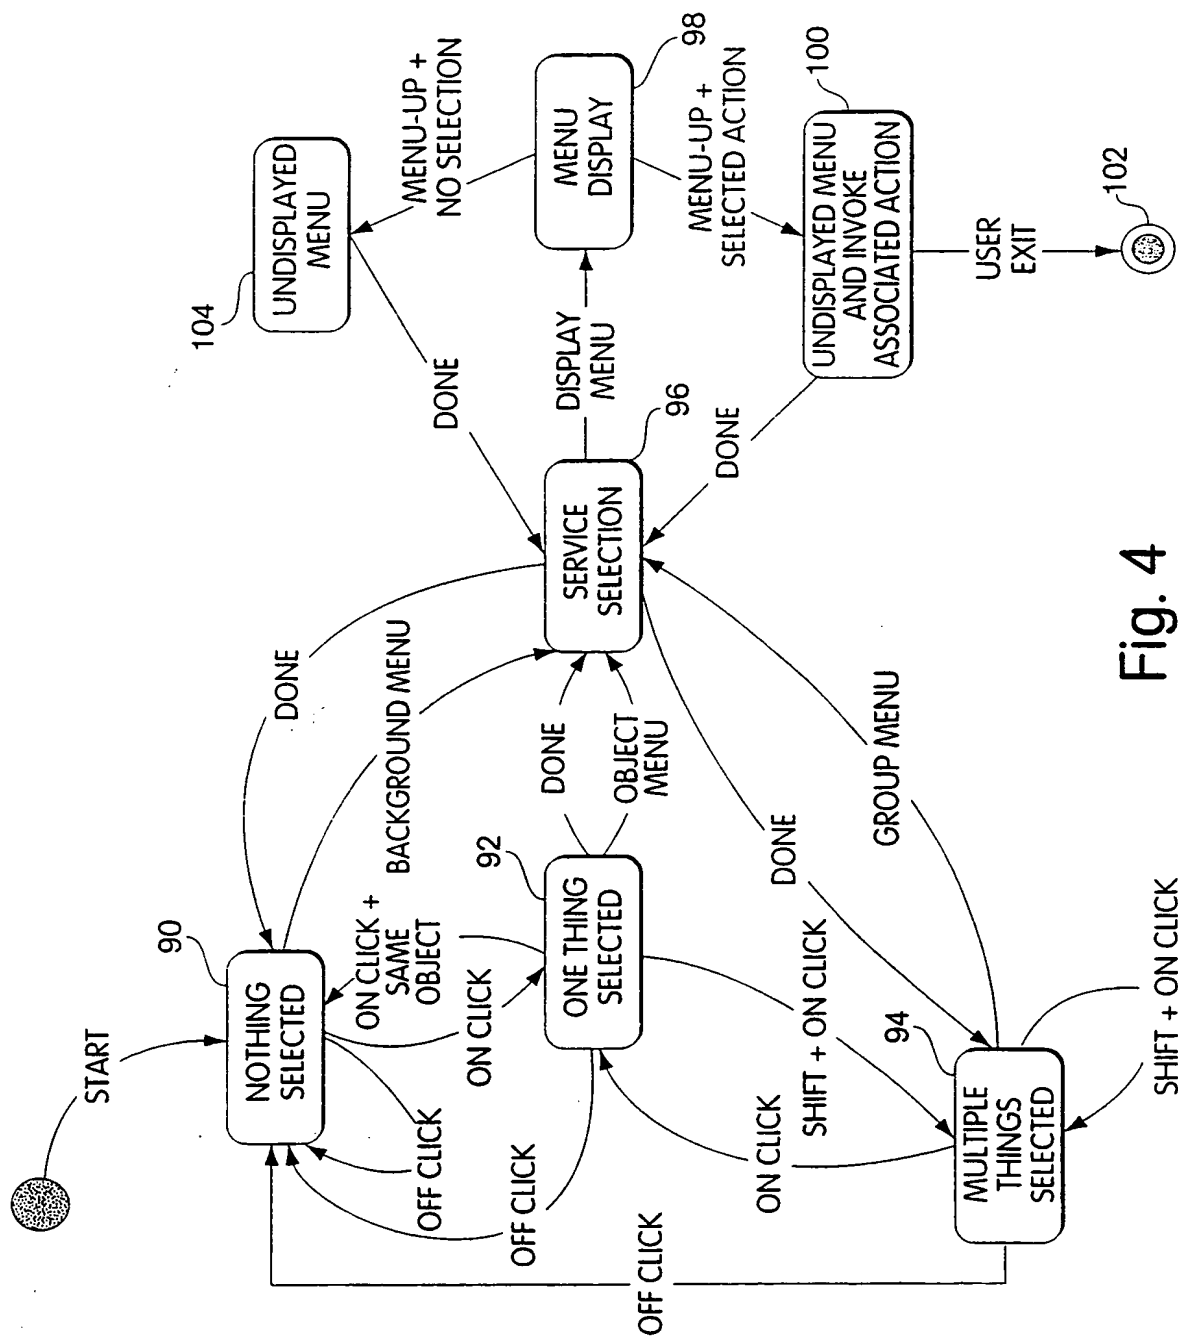 START
90
NOTHING
SELECTED
OFF CLICK
OFF CLICK
OFF CLICK
ON CLICK
ON CLICK +
SAME
OBJECT
BACKGROUND MENU
DONE
92
ONE THING
SELECTED
DONE
OBJECT
MENU
ON CLICK
SHIFT + ON CLICK
94
MULTIPLE
THINGS
SELECTED
SHIFT + ON CLICK
DONE
GROUP MENU
SERVICE
SELECTION
96
DONE
DONE
DISPLAY
MENU
104
UNDISPLAYED
MENU
MENU-UP +
NO SELECTION
MENU
DISPLAY
98
MENU-UP +
SELECTED ACTION
100
UNDISPLAYED MENU
AND INVOKE
ASSOCIATED ACTION
USER
EXIT
102
Fig. 4